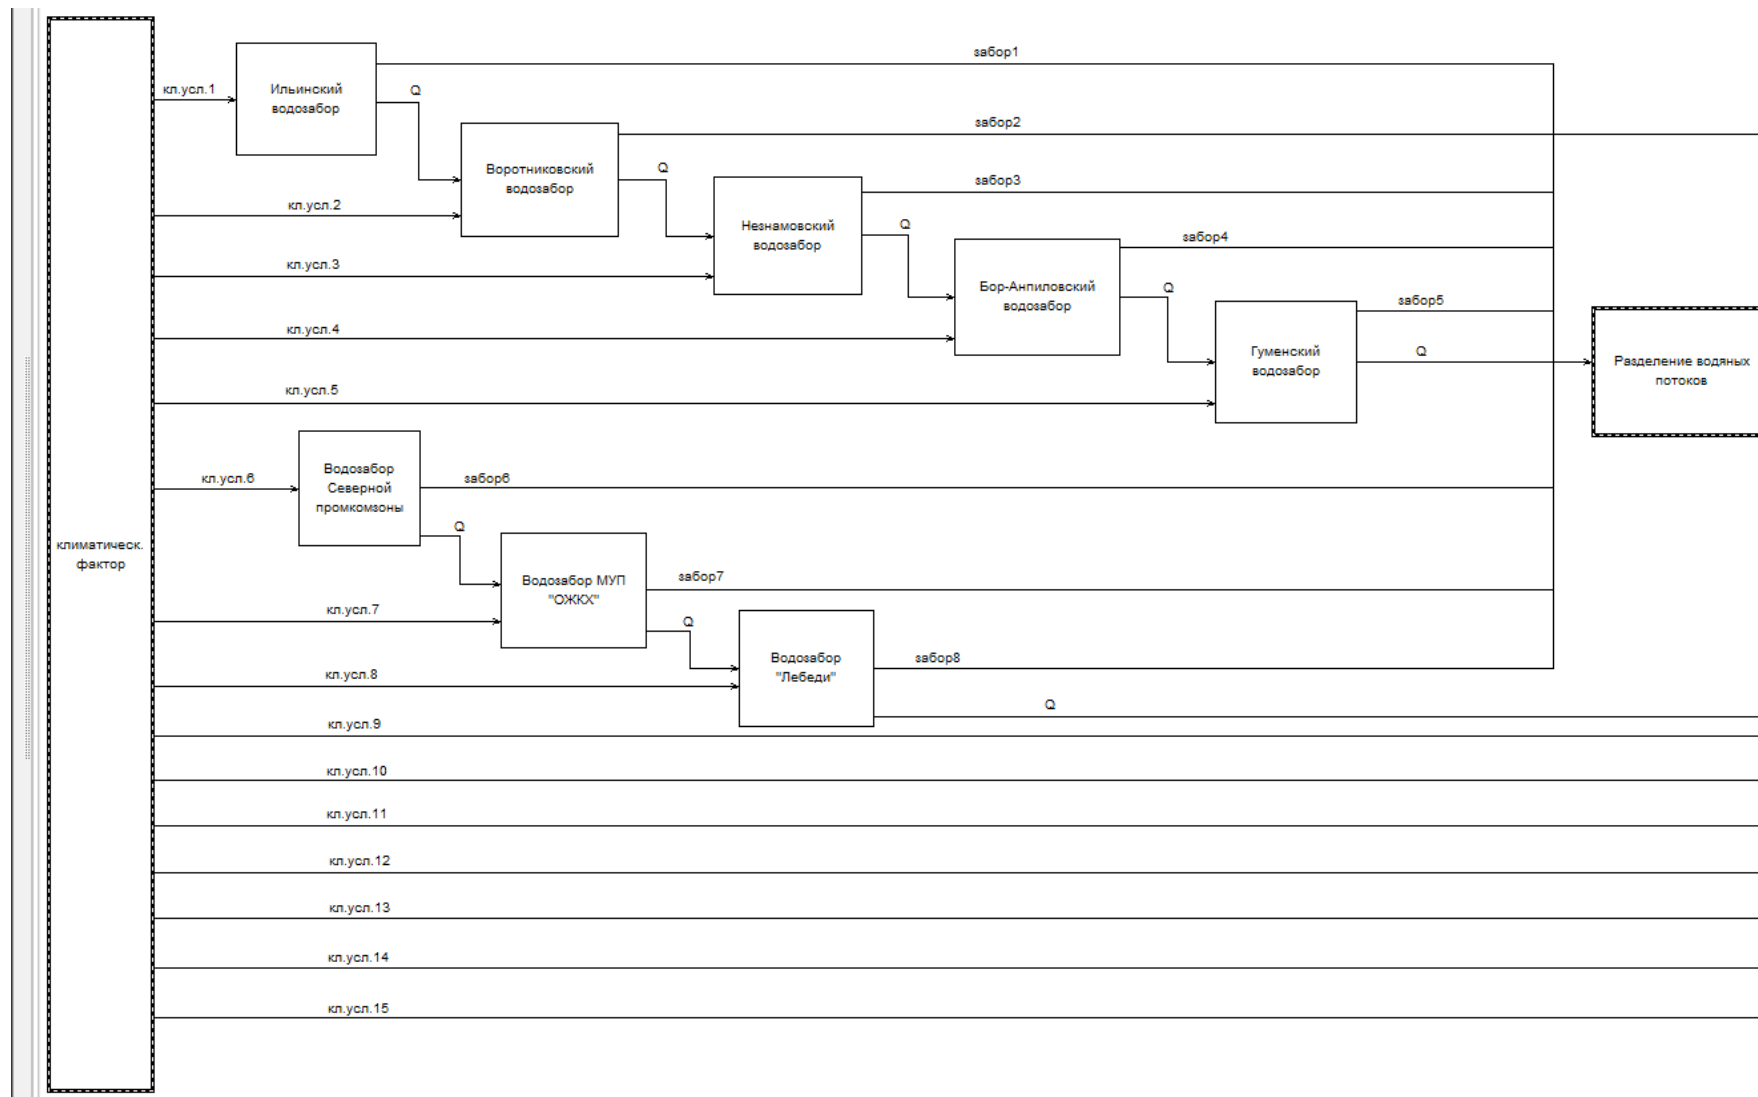 забор1
кл.усл.1
Ильинский
водозабор
Q
забор2
Воротниковский
водозабор
Q
кл.усл.2
забор3
Незнамовский
водозабор
Q
кл.усл.3
забор4
Бор-Анпиловский
водозабор
Q
кл.усл.4
забор5
Гуменский
водозабор
Q
Разделение водяных
потоков
кл.усл.5
кл.усл.6
Водозабор
Северной
промкомзоны
забор6
Q
климатическ.
фактор
Водозабор МУП
"ОЖКХ"
забор7
кл.усл.7
Q
Водозабор
"Лебеди"
забор8
кл.усл.8
Q
кл.усл.9
кл.усл.10
кл.усл.11
кл.усл.12
кл.усл.13
кл.усл.14
кл.усл.15